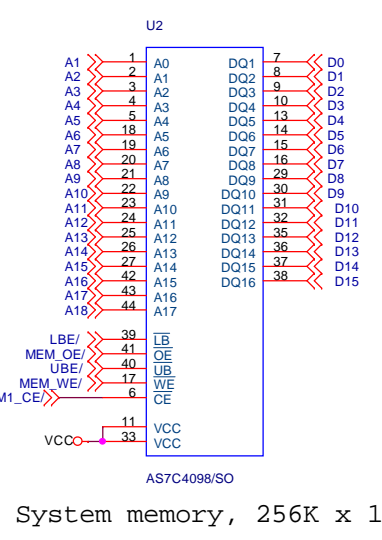 U2
A1 1 A0 DQ1 7 D0
A2 2 A1 DQ2 8 D1
A3 3 A2 DQ3 9 D2
A4 4 A3 DQ4 10 D3
A5 5 A4 DQ5 13 D4
A6 18 A5 DQ6 14 D5
A7 19 A6 DQ7 15 D6
A8 20 A7 DQ8 16 D7
A9 21 A8 DQ9 29 D8
A10 22 A9 DQ10 30 D9
A11 23 A10 DQ11 31 D10
A12 24 A11 DQ12 32 D11
A13 25 A12 DQ13 35 D12
A14 26 A13 DQ14 36 D13
A15 27 A14 DQ15 37 D14
A16 42 A15 DQ16 38 D15
A17 43 A16
A18 44 A17
LBE/ 39 LB
MEM_OE/ 41 OE
UBE/ 40 UB
MEM_WE/ 17 WE
M1_CE/ 6 CE
11 VCC
VCC 33 VCC
AS7C4098/SO
System memory, 256K x 1